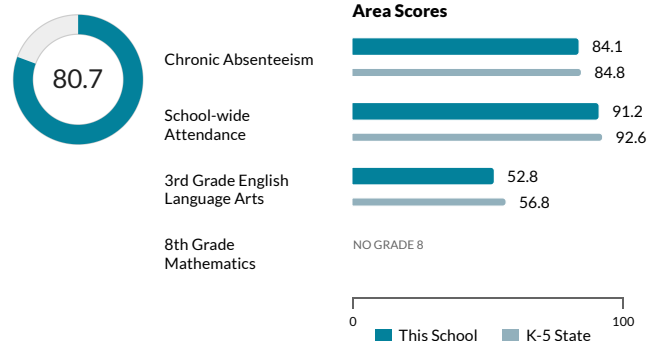 Area Scores
80.7
Chronic Absenteeism
84.1
84.8
School-wide
Attendance
91.2
92.6
3rd Grade English
Language Arts
52.8
56.8
8th Grade
Mathematics
NO GRADE 8
0
100
This School
K-5 State